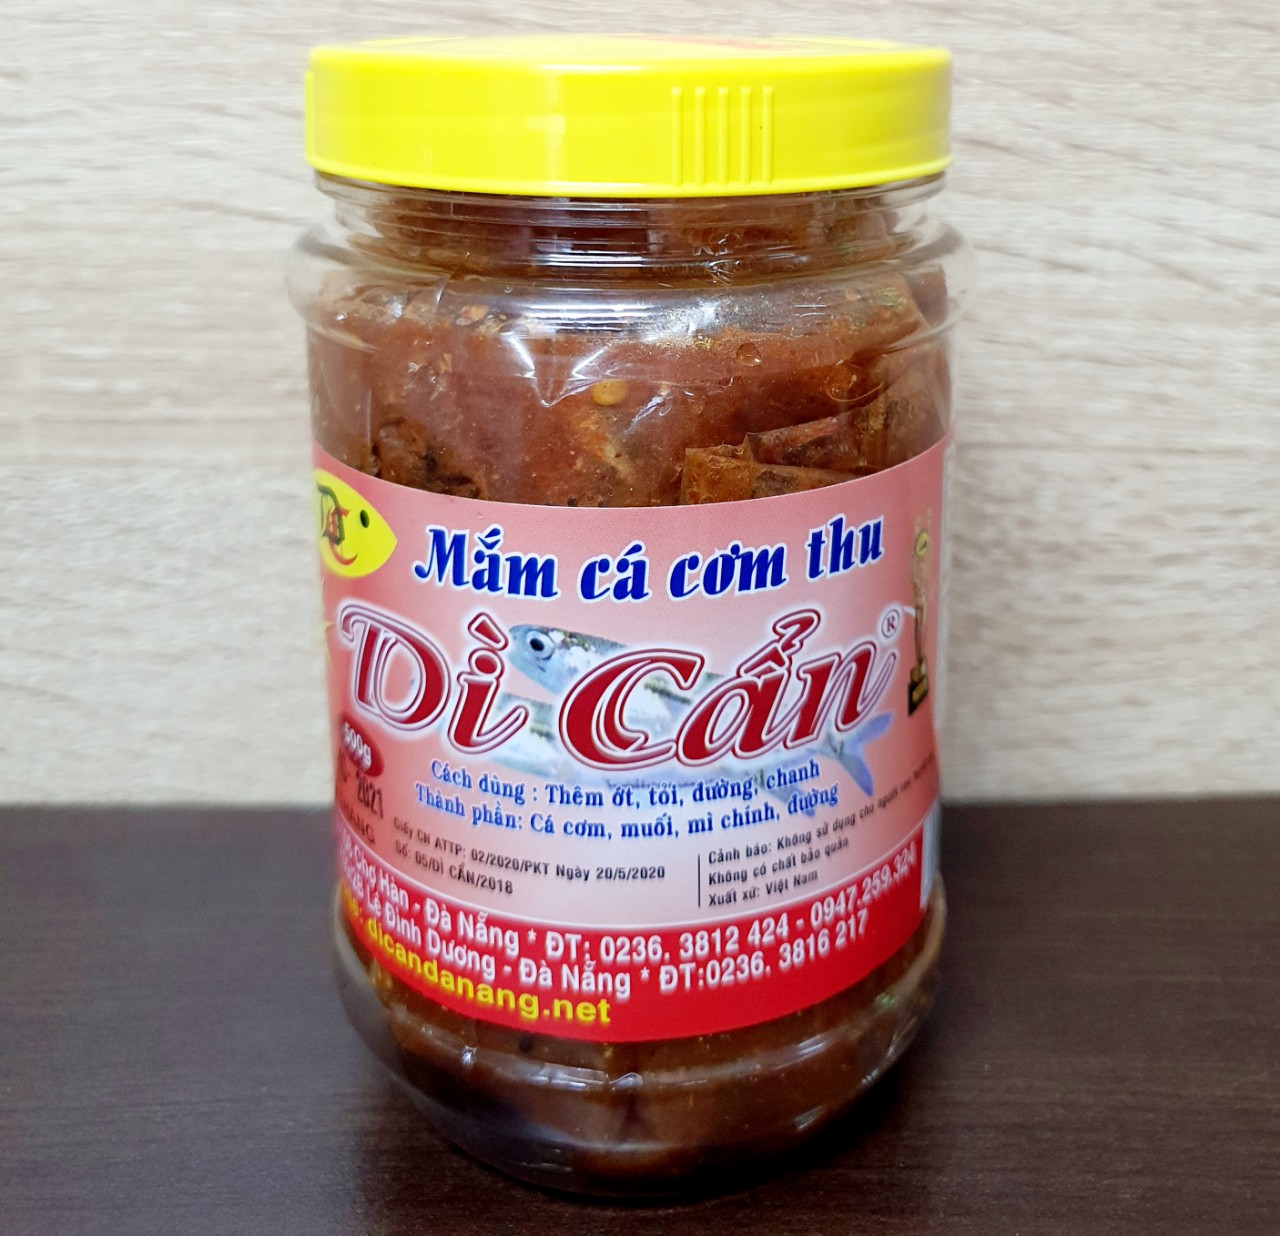 Mắm cá cơm thu
Dì Cẩn ®
500g
2021
Cách dùng : Thêm ớt, tỏi, đường, chanh
Thành phần: Cá cơm, muối, mì chính, đường
Giấy CN ATTP: 02/2020/PKT Ngày 20/5/2020
Số: 05/DÌ CẨN/2018
Cảnh báo: Không sử dụng cho người
Không có chất bảo quản
Xuất xứ: Việt Nam
Chợ Hàn - Đà Nẵng * ĐT: 0236. 3812 424 - 0947.259.324
Lê Đình Dương - Đà Nẵng * ĐT:0236. 3816 217
dicandanang.net